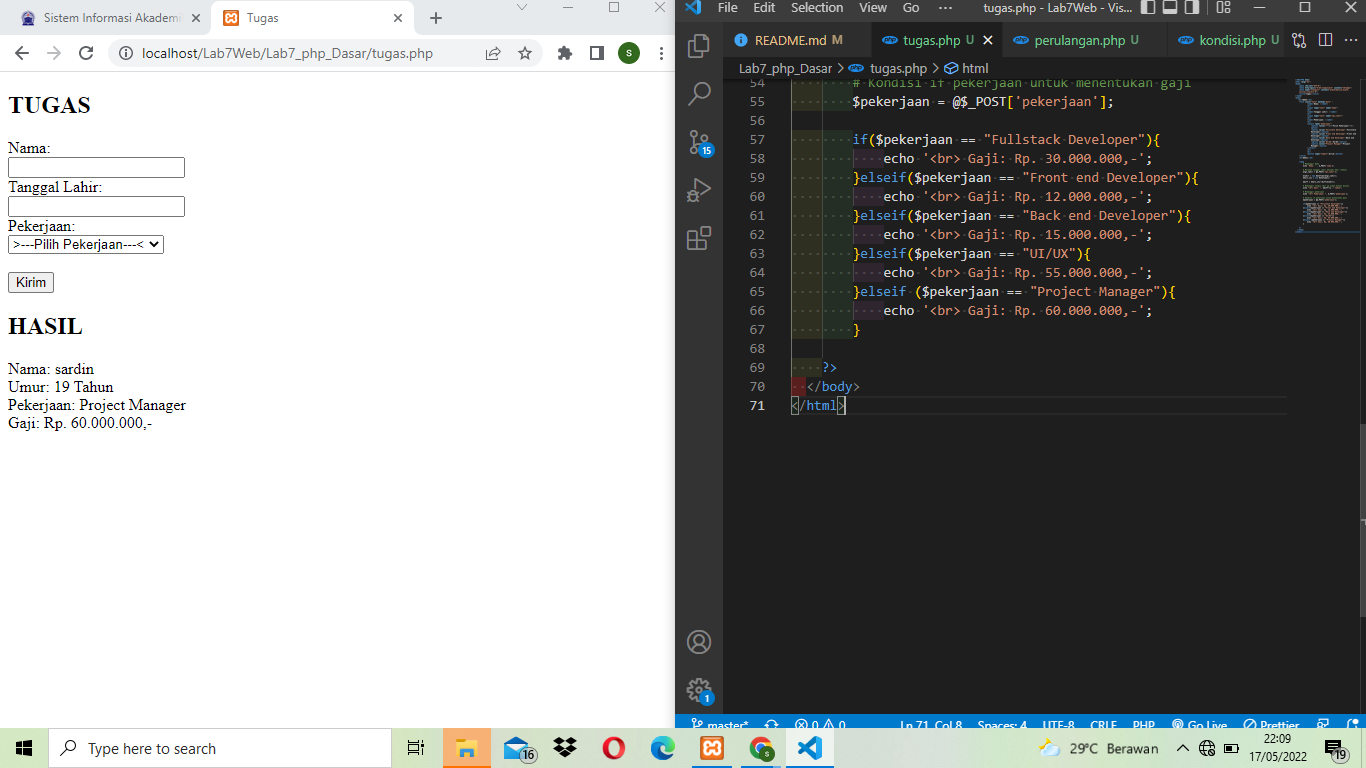 Sistem Informasi Akademi
Tugas
localhost/Lab7Web/Lab7_php_Dasar/tugas.php
s
TUGAS
Nama:
Tanggal Lahir:
Pekerjaan:
>---Pilih Pekerjaan---<
Kirim
HASIL
Nama: sardin
Umur: 19 Tahun
Pekerjaan: Project Manager
Gaji: Rp. 60.000.000,-
File Edit Selection View Go ··· tugas.php - Lab7Web - Vis...
README.md M tugas.php U perulangan.php U kondisi.php U
Lab7_php_Dasar > tugas.php > html
54 # Kondisi if pekerjaan untuk menentukan gaji
55 $pekerjaan = @$_POST['pekerjaan'];
56
57 if($pekerjaan == "Fullstack Developer"){
58 echo '<br> Gaji: Rp. 30.000.000,-';
59 }elseif($pekerjaan == "Front end Developer"){
60 echo '<br> Gaji: Rp. 12.000.000,-';
61 }elseif($pekerjaan == "Back end Developer"){
62 echo '<br> Gaji: Rp. 15.000.000,-';
63 }elseif($pekerjaan == "UI/UX"){
64 echo '<br> Gaji: Rp. 55.000.000,-';
65 }elseif ($pekerjaan == "Project Manager"){
66 echo '<br> Gaji: Rp. 60.000.000,-';
67 }
68
69 ?>
70 </body>
71 </html>
15
1
master* 0 0 Ln 71, Col 8 Spaces: 4 UTF-8 CRLF PHP Go Live Prettier
Type here to search
16
29°C Berawan
22:09
17/05/2022
19